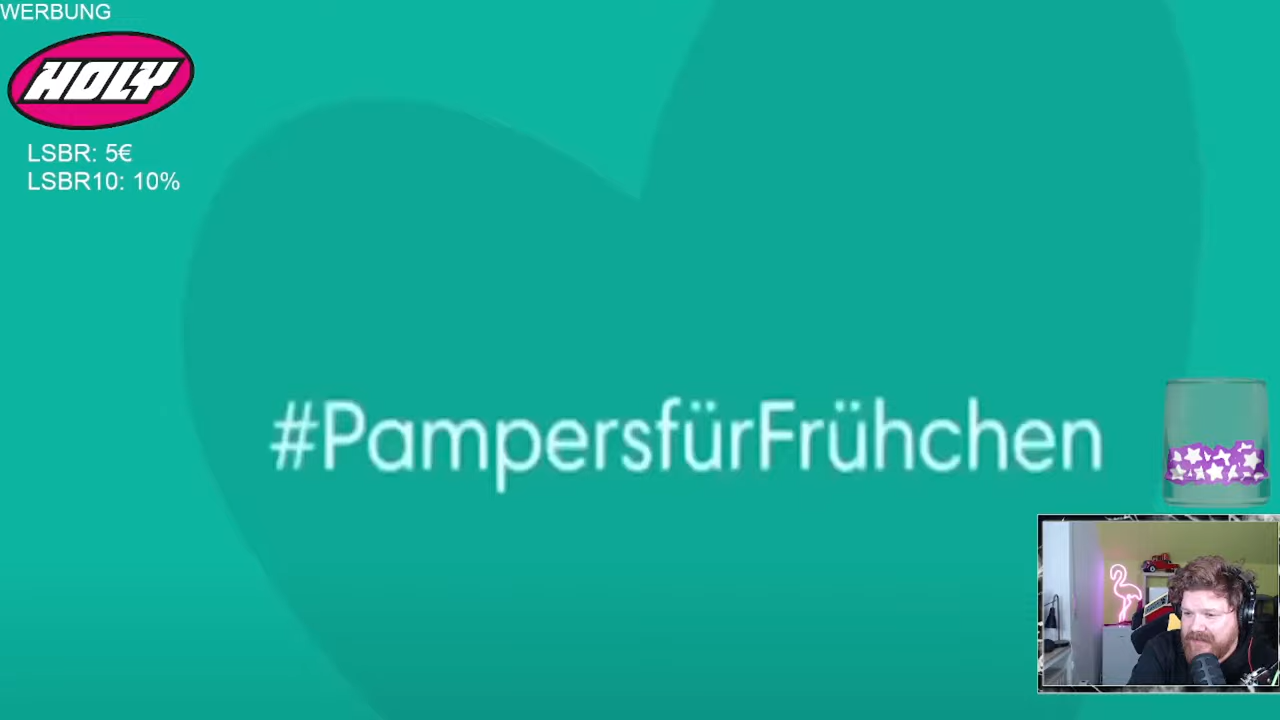 WERBUNG
HOLY
LSBR: 5€
LSBR10: 10%
#PampersfürFrühchen